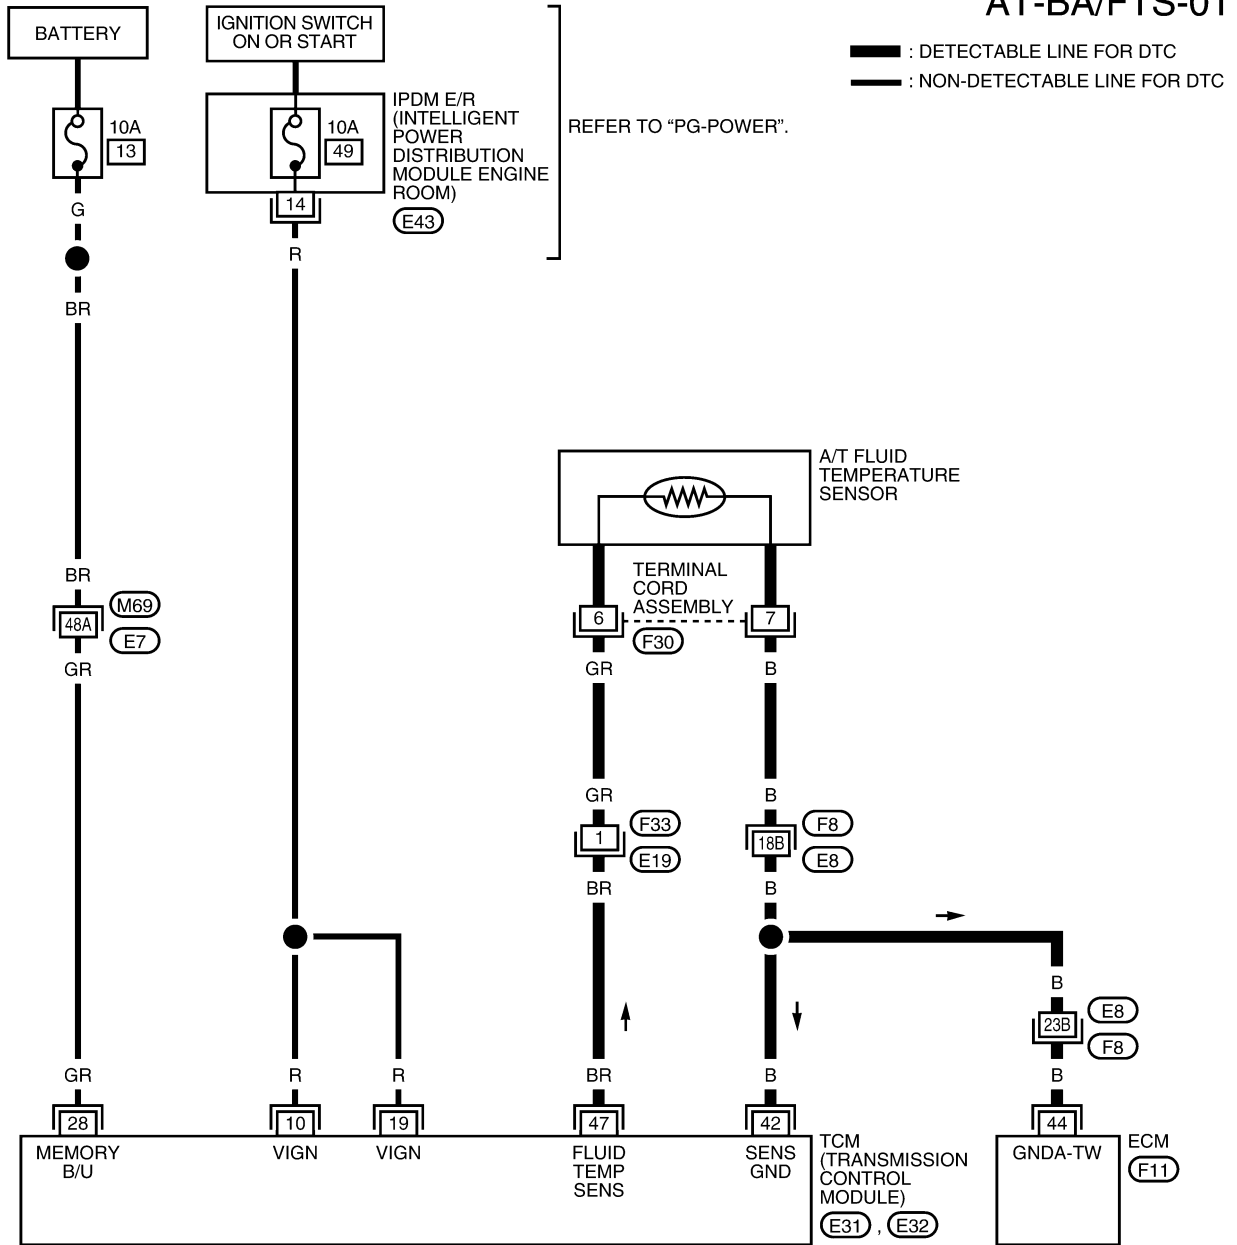 AT-BA/FTS-01
BATTERY
IGNITION SWITCH
ON OR START
: DETECTABLE LINE FOR DTC
: NON-DETECTABLE LINE FOR DTC
10A
13
10A
49
IPDM E/R
(INTELLIGENT
POWER
DISTRIBUTION
MODULE ENGINE
ROOM)
E43
REFER TO “PG-POWER”.
14
G
R
BR
A/T FLUID
TEMPERATURE
SENSOR
BR
48A
M69
E7
GR
TERMINAL
CORD
ASSEMBLY
6
7
F30
GR
B
GR
B
1
F33
E19
18B
F8
E8
BR
B
B
23B
E8
F8
GR
R
R
BR
B
B
28
10
19
47
42
44
MEMORY
B/U
VIGN
VIGN
FLUID
TEMP
SENS
SENS
GND
TCM
(TRANSMISSION
CONTROL
MODULE)
E31 , E32
GNDA-TW
ECM
F11